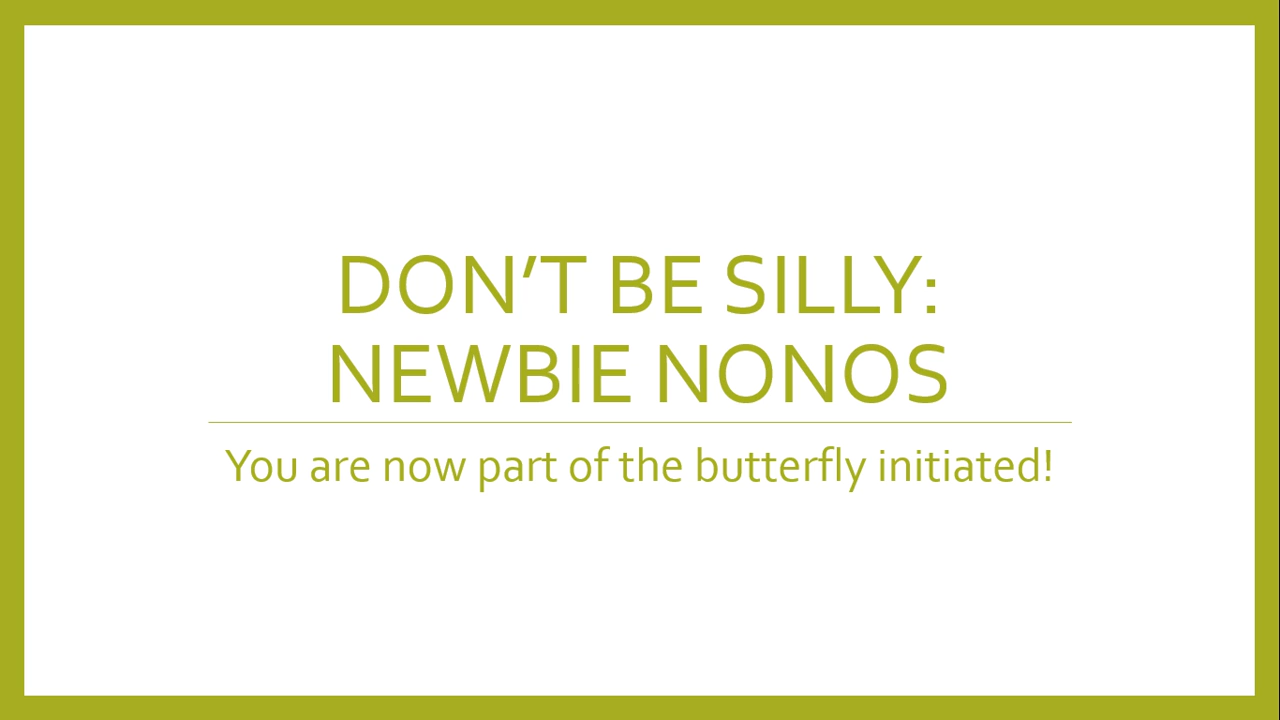 DON’T BE SILLY:
NEWBIE NONOS
You are now part of the butterfly initiated!